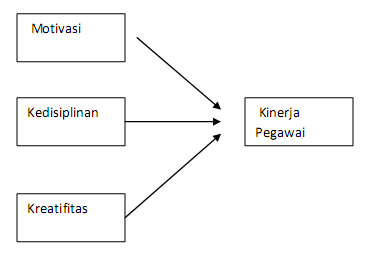 Motivasi
Kedisiplinan
Kinerja
Pegawai
Kreatifitas